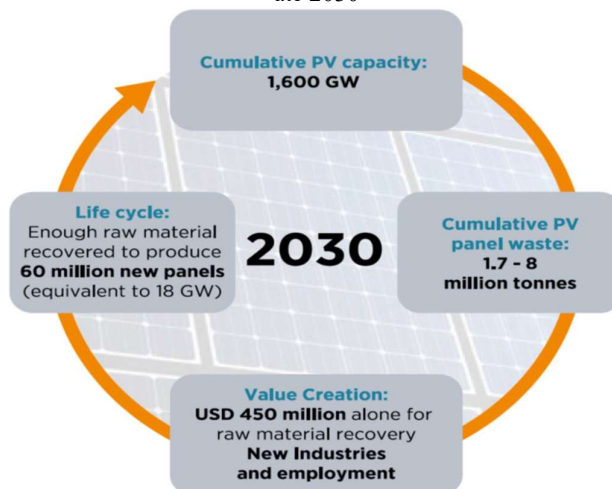 até 2030
Cumulative PV capacity:
1,600 GW
Life cycle:
Enough raw material
recovered to produce
60 million new panels
(equivalent to 18 GW)
2030
Cumulative PV
panel waste:
1.7 - 8
million tonnes
Value Creation:
USD 450 million alone for
raw material recovery
New Industries
and employment